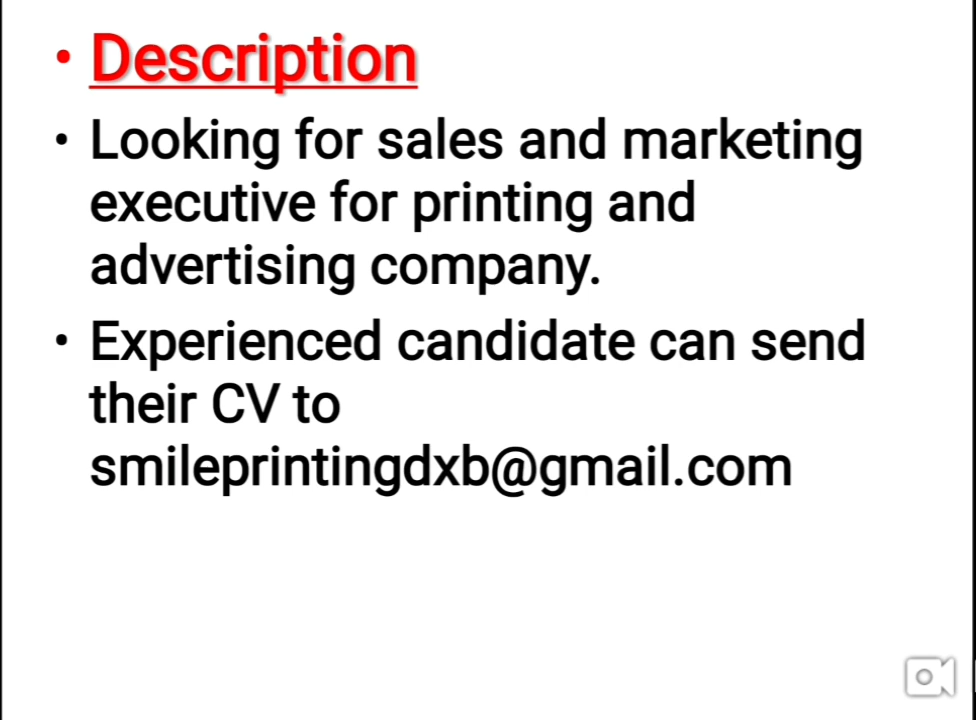 • Description
• Looking for sales and marketing
executive for printing and
advertising company.
• Experienced candidate can send
their CV to
smileprintingdxb@gmail.com